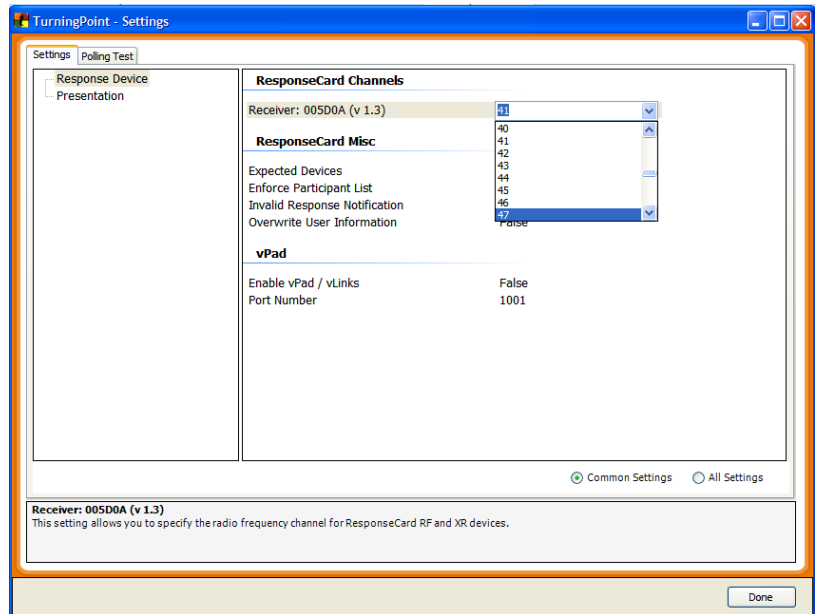 TurningPoint - Settings
Settings Polling Test
Response Device
Presentation
ResponseCard Channels
Receiver: 005D0A (v 1.3) 41
40
41
42
43
44
45
46
47
ResponseCard Misc
Expected Devices
Enforce Participant List
Invalid Response Notification
Overwrite User Information False
vPad
Enable vPad / vLinks False
Port Number 1001
Common Settings All Settings
Receiver: 005D0A (v 1.3)
This setting allows you to specify the radio frequency channel for ResponseCard RF and XR devices.
Done